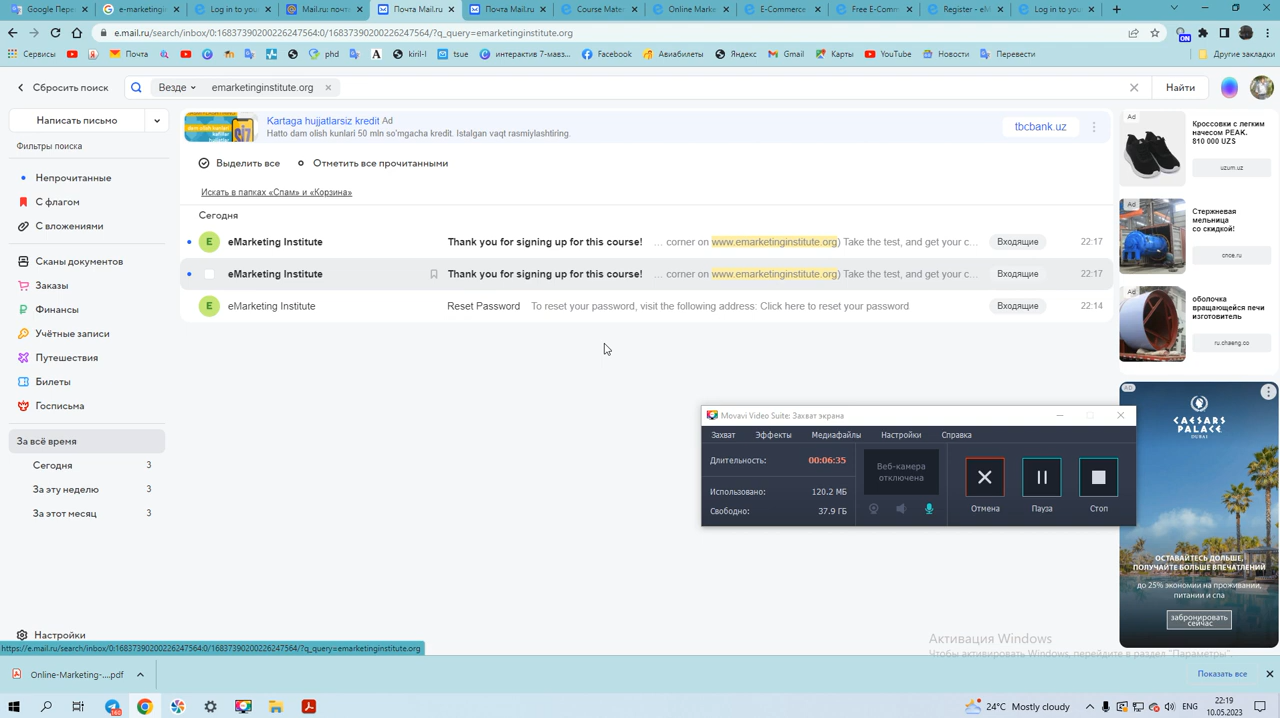 Google Перев
e-marketing
Log in to you
Mail.ru: почт
Mail.ru П
Mail.ru Почт
Course Mate
Online Marke
E-Commerce
Free E-Comm
Register - eM
Log in to you
e.mail.ru/search/inbox/0:16837390200226247564:0/16837390200226247564/?q_query=emarketinginstitute.org
ON
Сервисы
phd
kiril-l
tsue
интерактив 7-мавз...
Facebook
Авиабилеты
Яндекс
Gmail
Карты
YouTube
Новости
Перевести
Другие закладки
Сбросить поиск
Везде
emarketinginstitute.org
Найти
Написать письмо
Фильтры поиска
Непрочитанные
С флагом
С вложениями
Сканы документов
Заказы
Финансы
Учётные записи
Путешествия
Билеты
Госписьма
За всё время
Сегодня 3
За эту неделю 3
За этот месяц 3
Настройки
Kartaga hujjatlarsiz kredit Ad
Hatto dam olish kunlari 50 mln so'mgacha kredit. Istalgan vaqt rasmiylashtiring.
tbcbank.uz
Выделить все
Отметить все прочитанными
Искать в папках «Спам» и «Корзина»
Сегодня
E eMarketing Institute Thank you for signing up for this course! ... corner on www.emarketinginstitute.org) Take the test, and get your c... Входящие 22:17
eMarketing Institute Thank you for signing up for this course! ... corner on www.emarketinginstitute.org) Take the test, and get your c... Входящие 22:17
E eMarketing Institute Reset Password To reset your password, visit the following address: Click here to reset your password Входящие 22:14
Ad
Кроссовки с легким
начесом PEAK.
810 000 UZS
uzum.uz
Ad
Стержневая
мельница
со скидкой!
cnce.ru
Ad
оболочка
вращающейся печи
изготовитель
ru.chaeng.co
AD
CAESARS
PALACE
DUBAI
ОСТАВАЙТЕСЬ ДОЛЬШЕ,
ПОЛУЧАЙТЕ БОЛЬШЕ ВПЕЧАТЛЕНИЙ
до 25% экономии на проживании,
питании и спа
забронировать
сейчас
Movavi Video Suite: Захват экрана
Захват
Эффекты
Медиафайлы
Настройки
Справка
Длительность: 00:06:35
Использовано: 120.2 МБ
Свободно: 37.9 ГБ
Веб-камера
отключена
Отмена
Пауза
Стоп
Активация Windows
Чтобы активировать Windows, перейдите в раздел "Параметры".
https://e.mail.ru/search/inbox/0:16837390200226247564:0/16837390200226247564/?q_query=emarketinginstitute.org
Online-Marketing-....pdf
Показать все
24°C Mostly cloudy
ENG
22:19
10.05.2023